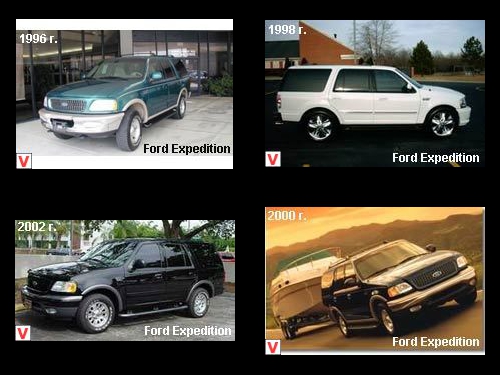 1996 г.
Ford Expedition
V
1998 г.
Ford Expedition
V
2002 г.
Ford Expedition
V
2000 г.
Ford Expedition
V